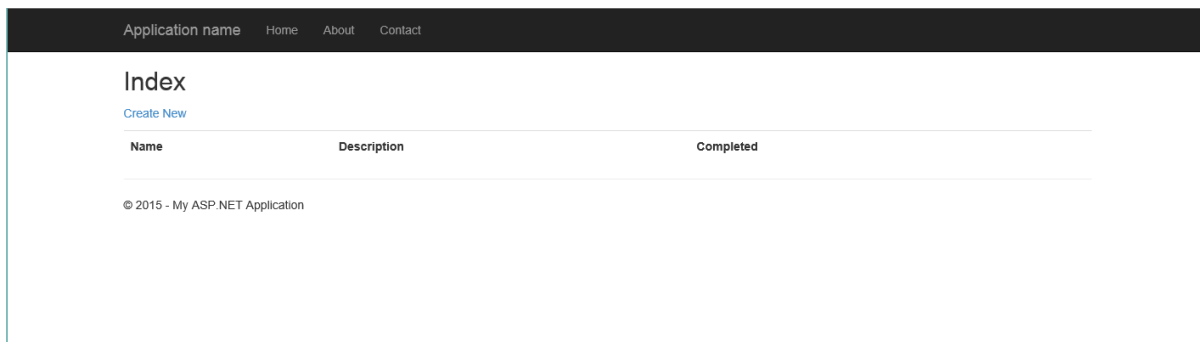 Application name Home About Contact
Index
Create New
Name Description Completed
© 2015 - My ASP.NET Application